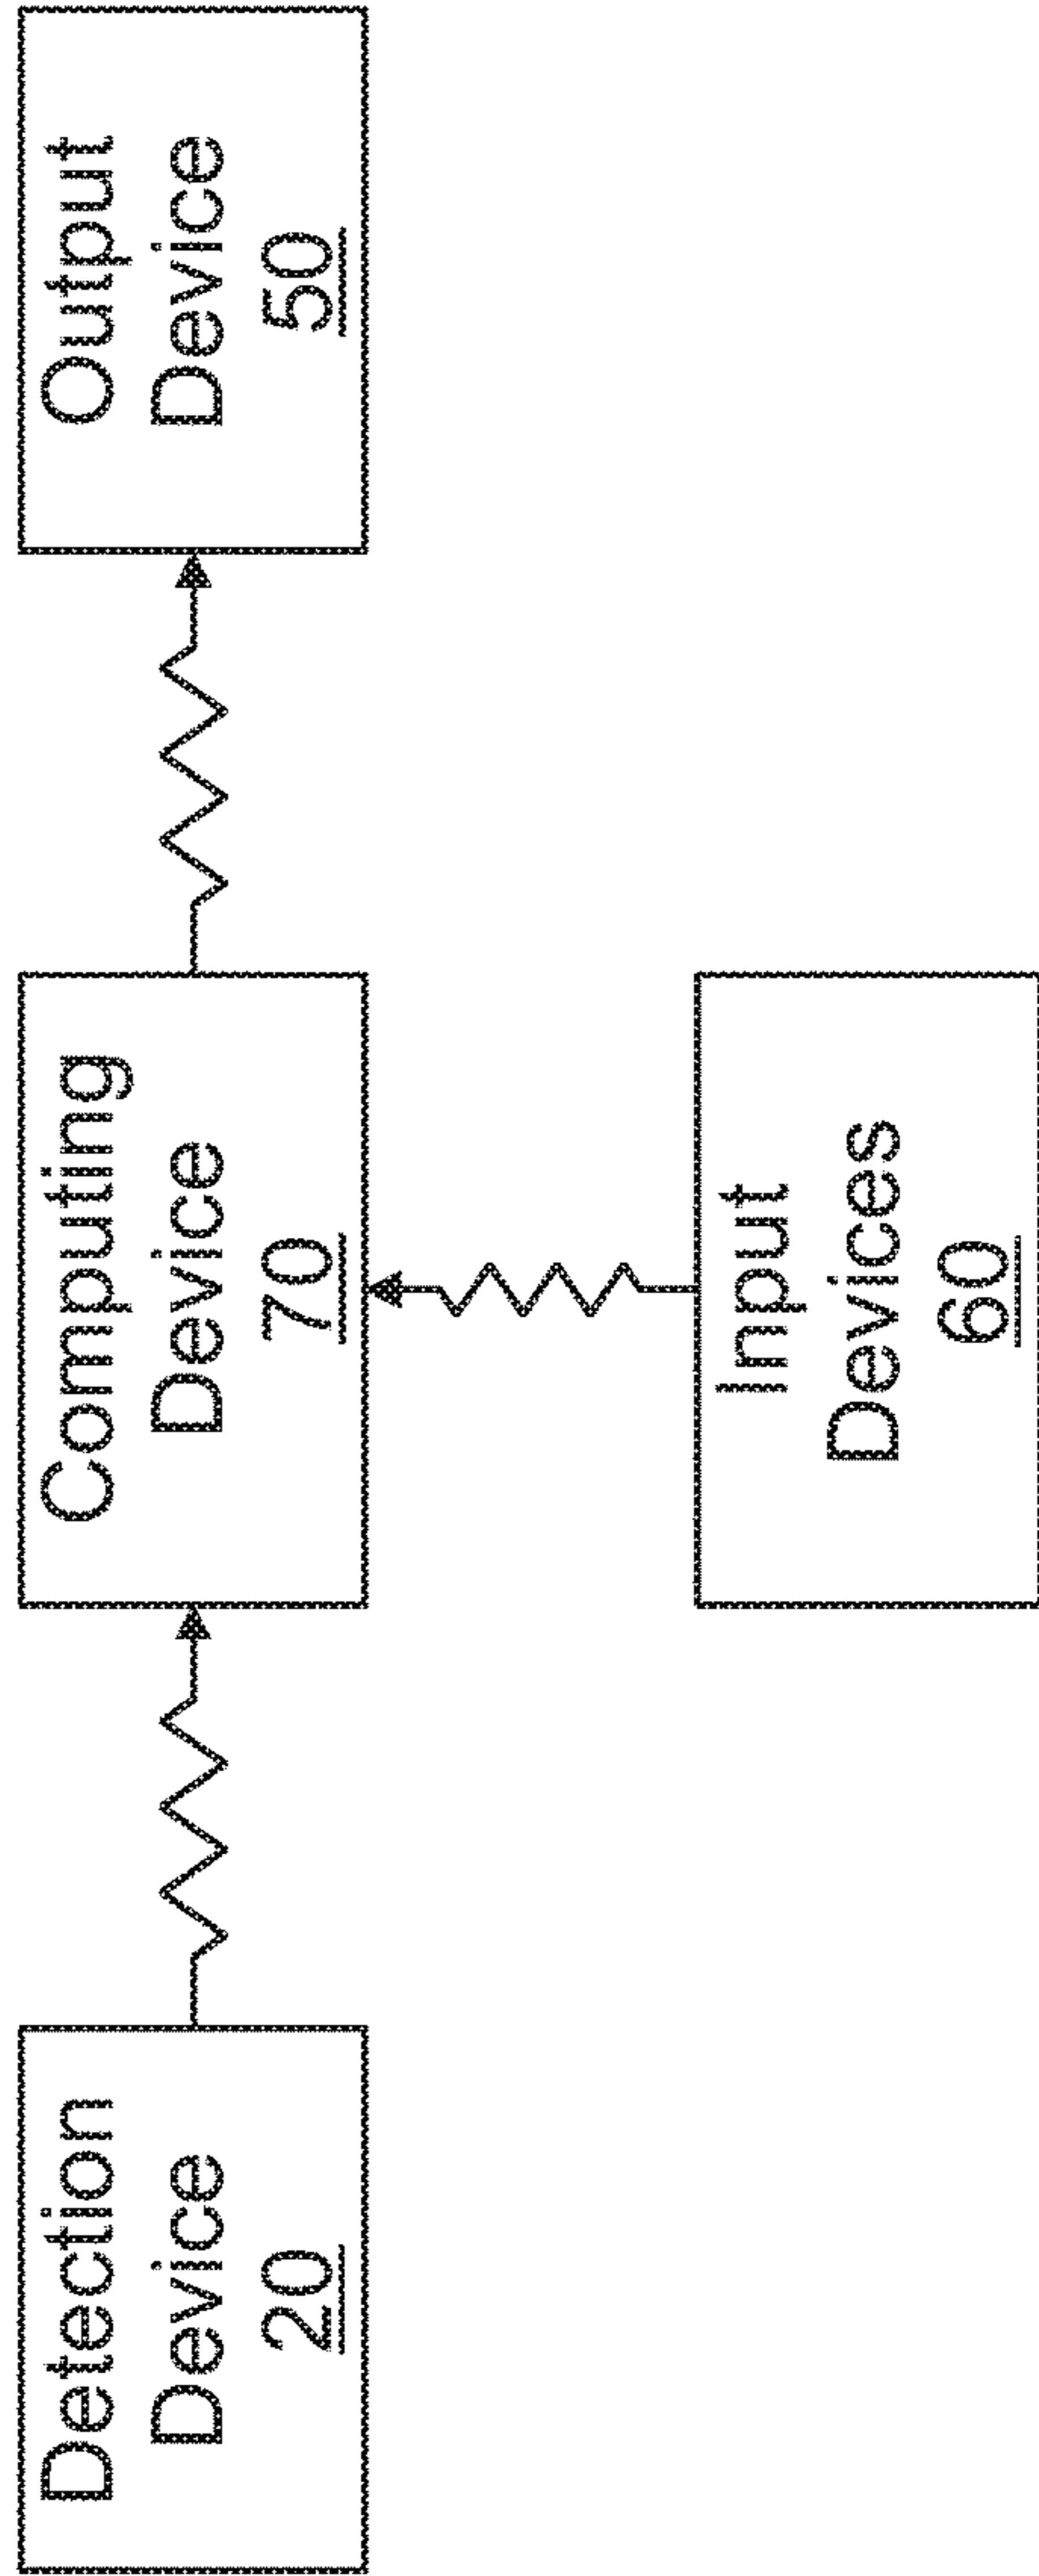 Detection
Device
20
Computing
Device
70
Output
Device
50
Input
Devices
60